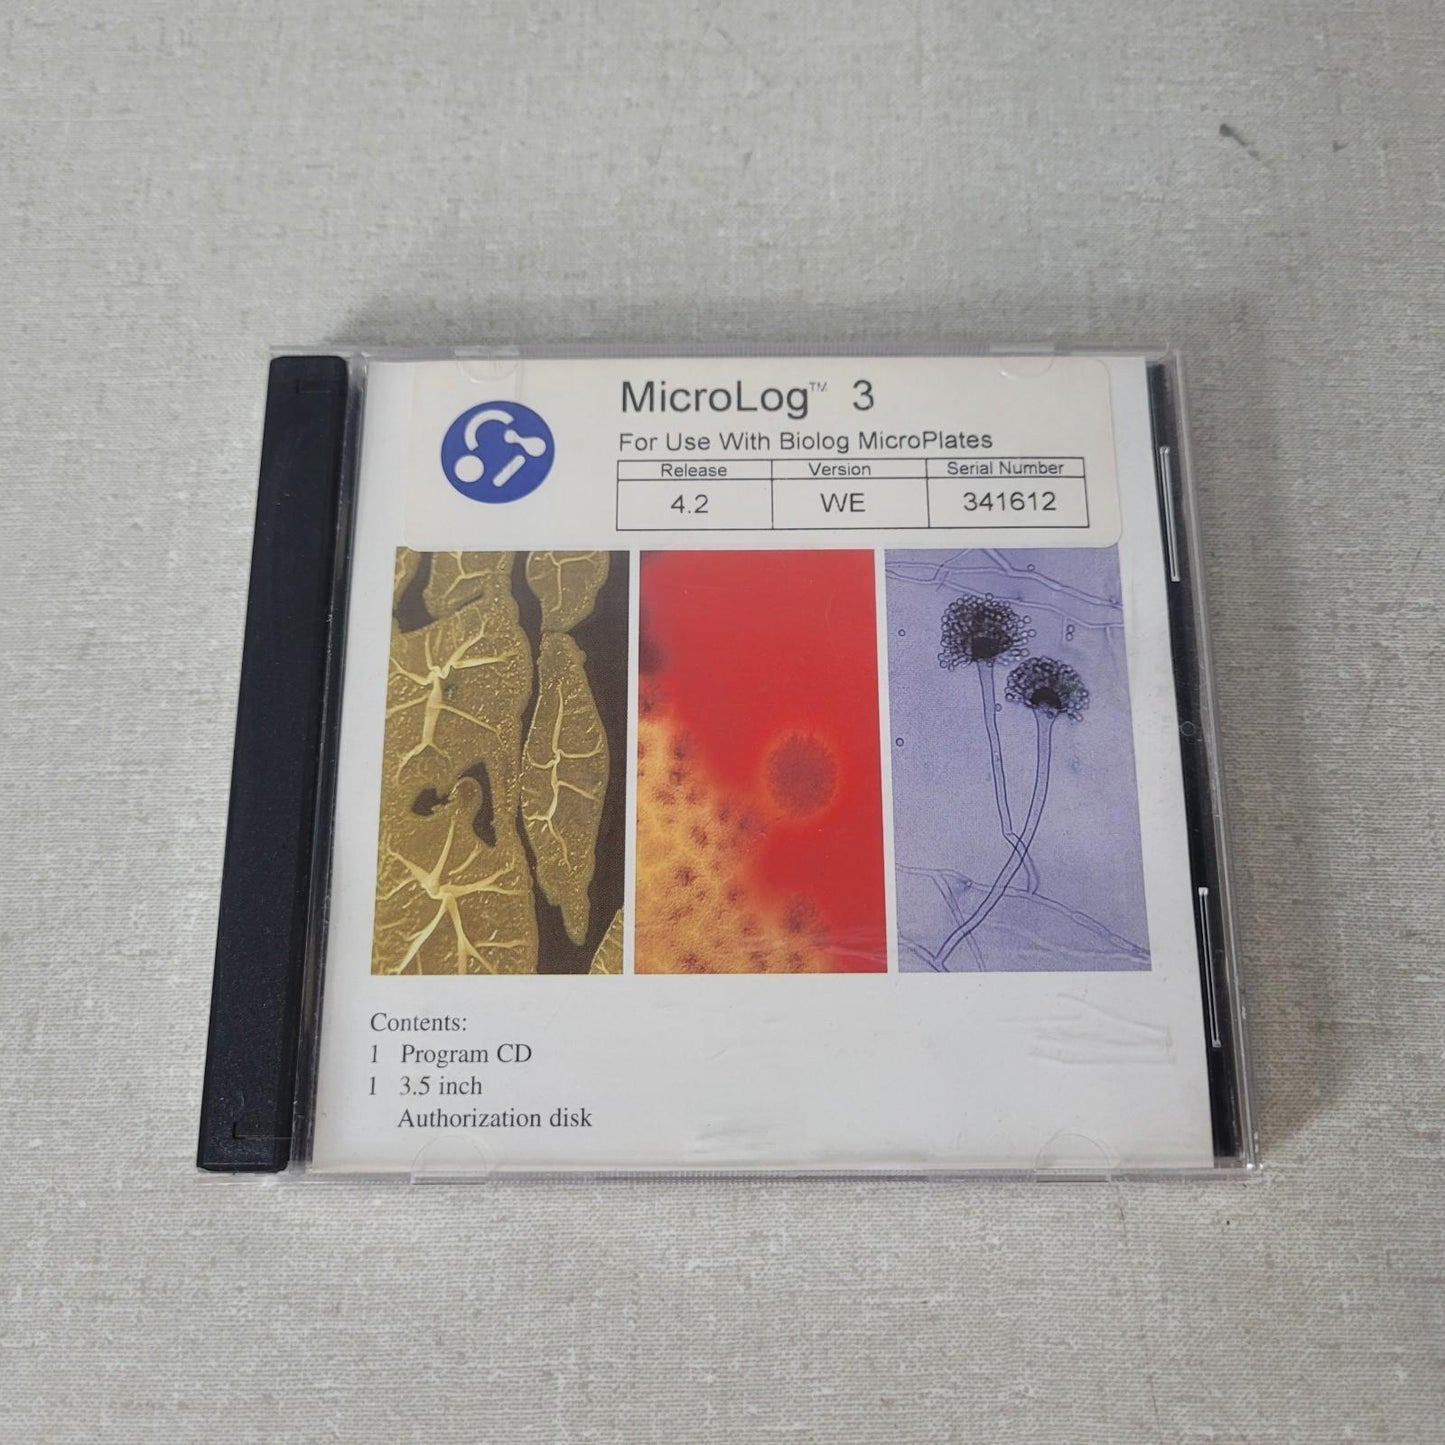 MicroLog™ 3
For Use With Biolog MicroPlates
Release Version Serial Number
4.2 WE 341612
Contents:
1 Program CD
1 3.5 inch
Authorization disk